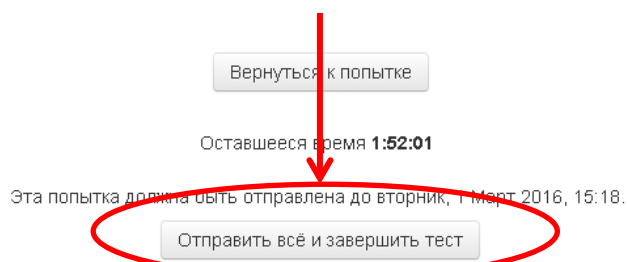 Вернуться к попытке
Оставшееся время 1:52:01
Эта попытка должна быть отправлена до вторник, 1 Март 2016, 15:18.
Отправить всё и завершить тест